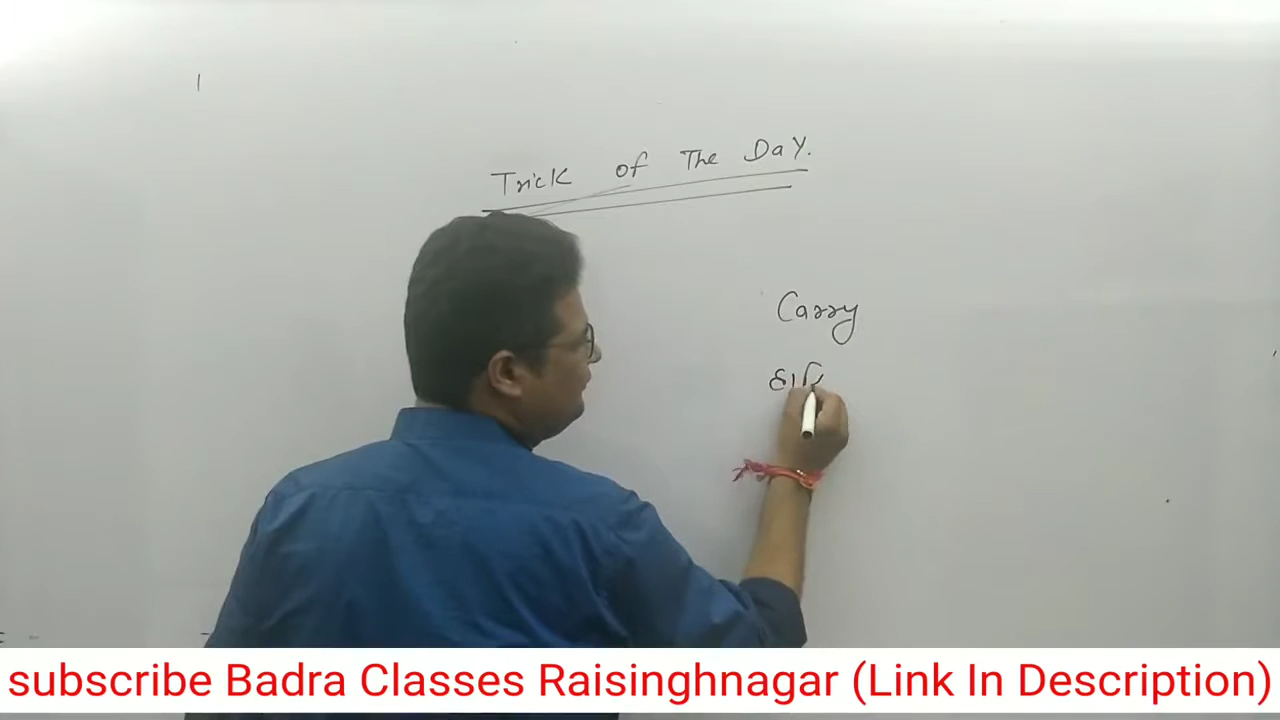 Trick of The Day.
Carry
subscribe Badra Classes Raisinghnagar (Link In Description)